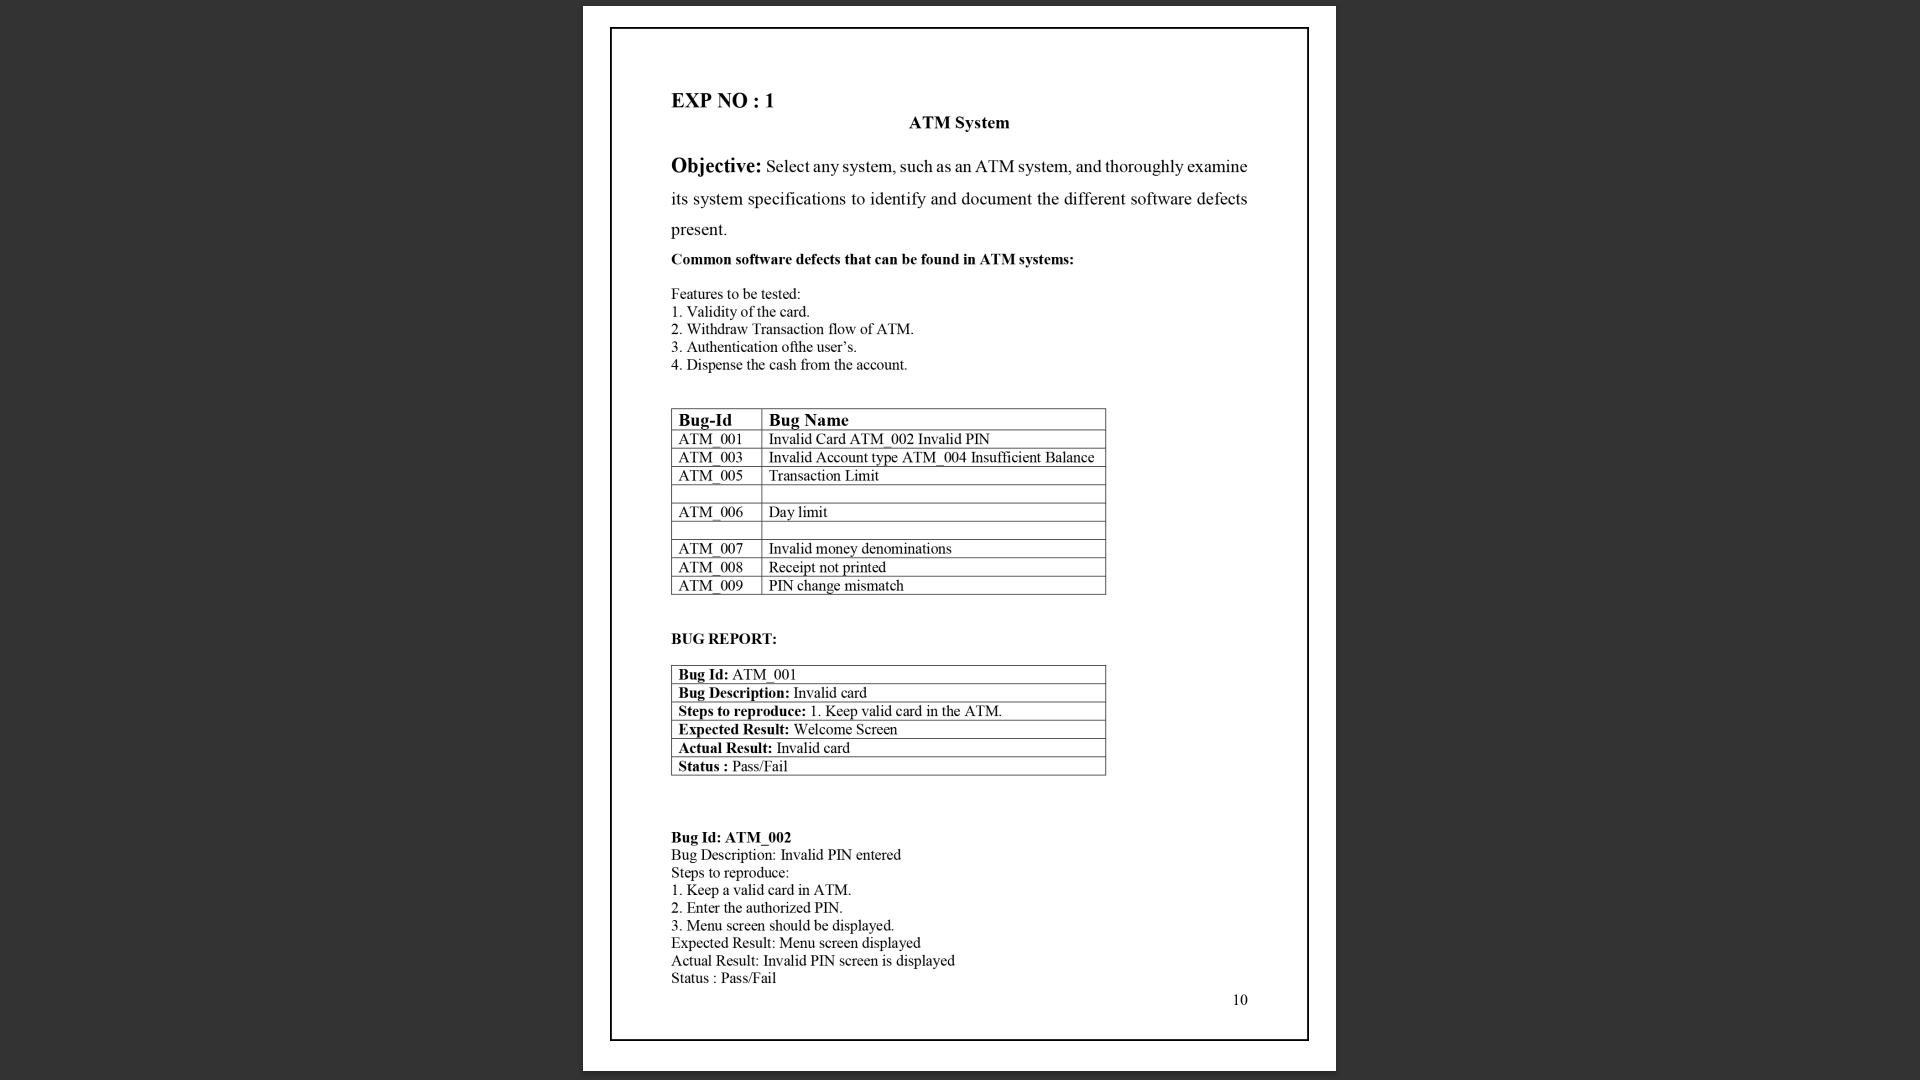 EXP NO : 1
ATM System
Objective: Select any system, such as an ATM system, and thoroughly examine
its system specifications to identify and document the different software defects
present.
Common software defects that can be found in ATM systems:
Features to be tested:
1. Validity of the card.
2. Withdraw Transaction flow of ATM.
3. Authentication ofthe user’s.
4. Dispense the cash from the account.
Bug-Id Bug Name
ATM_001 Invalid Card ATM_002 Invalid PIN
ATM_003 Invalid Account type ATM_004 Insufficient Balance
ATM_005 Transaction Limit
ATM_006 Day limit
ATM_007 Invalid money denominations
ATM_008 Receipt not printed
ATM_009 PIN change mismatch
BUG REPORT:
Bug Id: ATM_001
Bug Description: Invalid card
Steps to reproduce: 1. Keep valid card in the ATM.
Expected Result: Welcome Screen
Actual Result: Invalid card
Status : Pass/Fail
Bug Id: ATM_002
Bug Description: Invalid PIN entered
Steps to reproduce:
1. Keep a valid card in ATM.
2. Enter the authorized PIN.
3. Menu screen should be displayed.
Expected Result: Menu screen displayed
Actual Result: Invalid PIN screen is displayed
Status : Pass/Fail
10